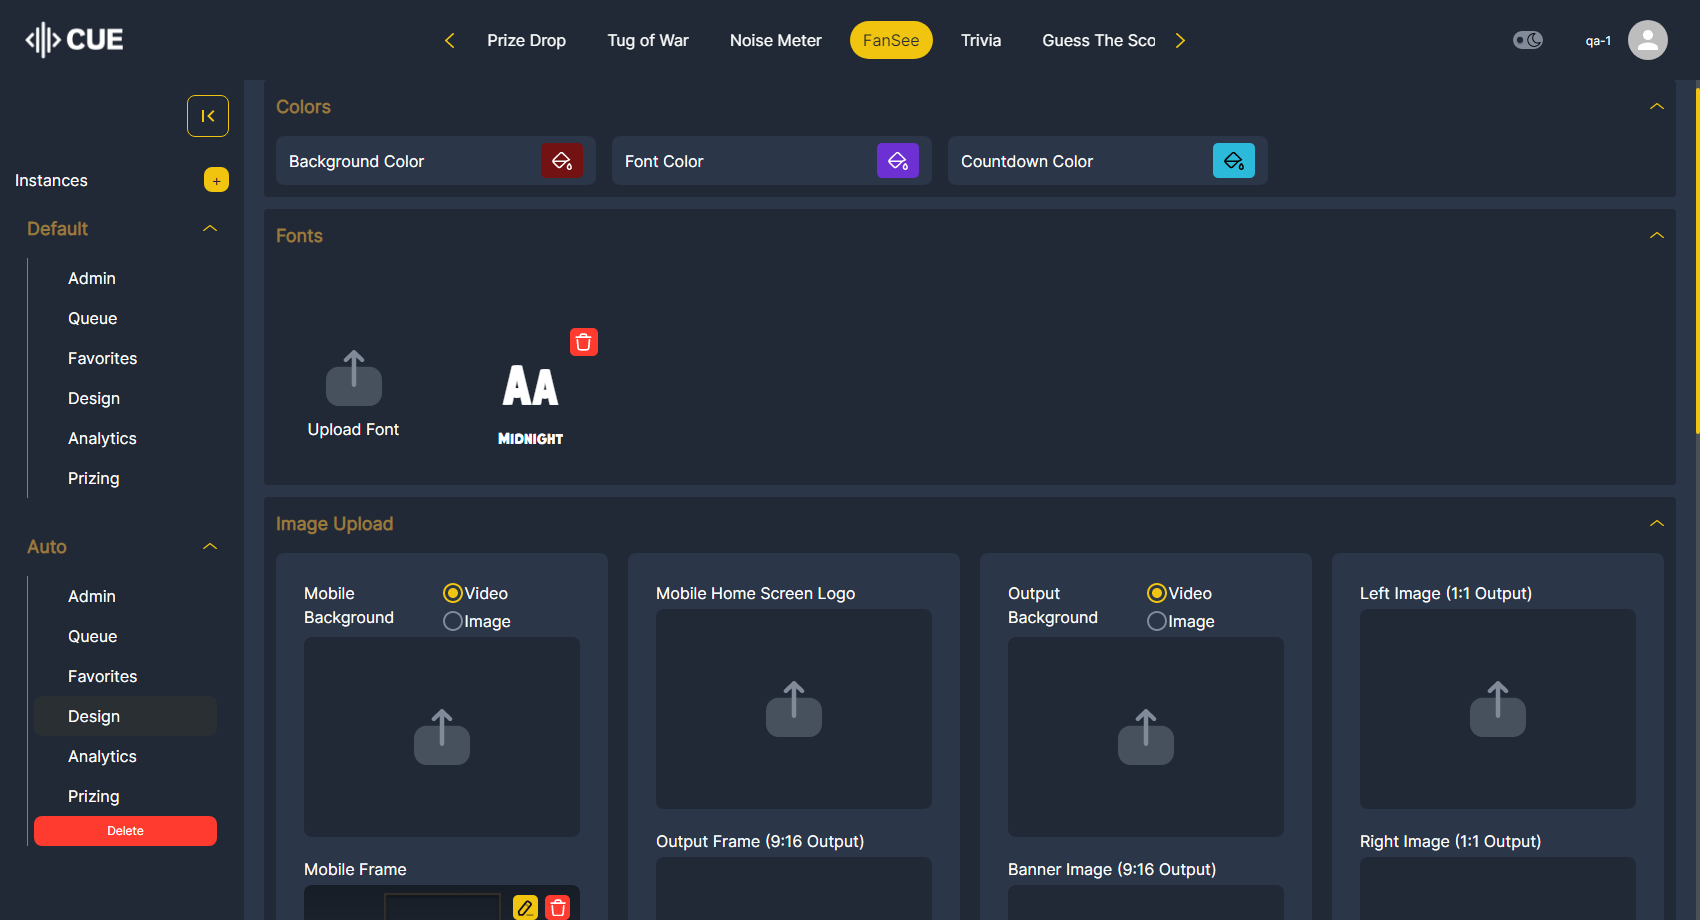 CUE
Prize Drop
Tug of War
Noise Meter
FanSee
Trivia
Guess The Sco
qa-1
Instances
+
Default
Admin
Queue
Favorites
Design
Analytics
Prizing
Auto
Admin
Queue
Favorites
Design
Analytics
Prizing
Delete
Colors
Background Color
Font Color
Countdown Color
Fonts
Upload Font
AA
MIDNIGHT
Image Upload
Mobile
Background
Video
Image
Mobile Frame
Mobile Home Screen Logo
Output Frame (9:16 Output)
Output
Background
Video
Image
Banner Image (9:16 Output)
Left Image (1:1 Output)
Right Image (1:1 Output)